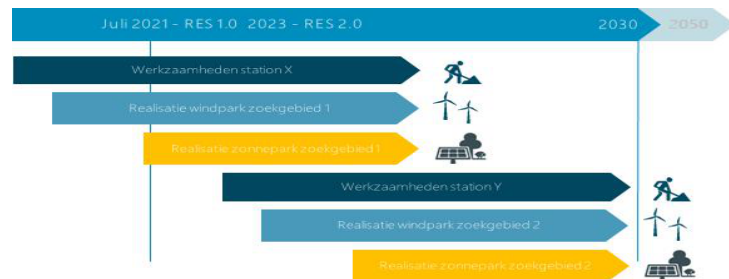 Juli 2021 - RES 1.0 2023 - RES 2.0 2030 2050
Werkzaamheden station X
Realisatie windpark zoekgebied 1
Realisatie zonnepark zoekgebied 1
Werkzaamheden station Y
Realisatie windpark zoekgebied 2
Realisatie zonnepark zoekgebied 2